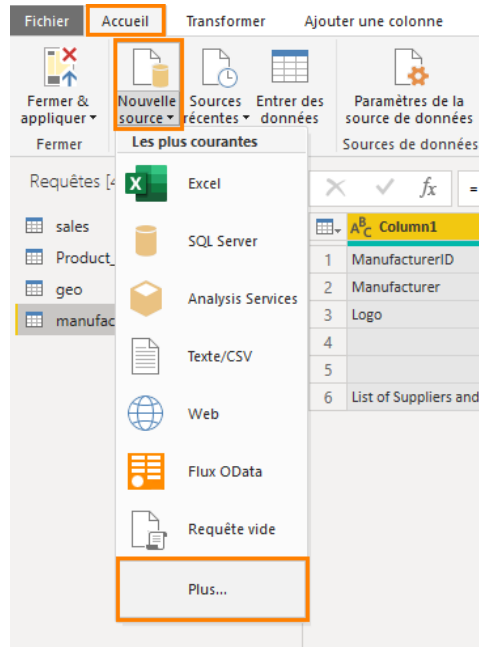 Fichier Accueil Transformer Ajouter une colonne
Fermer & appliquer
Nouvelle source
Sources récentes
Entrer des données
Paramètres de la source de données
Fermer
Sources de données
Les plus courantes
Requêtes [4
sales
Product_
geo
manufac
Excel
SQL Server
Analysis Services
Texte/CSV
Web
Flux OData
Requête vide
Plus...
fx =
ABC Column1
1 ManufacturerID
2 Manufacturer
3 Logo
4
5
6 List of Suppliers and